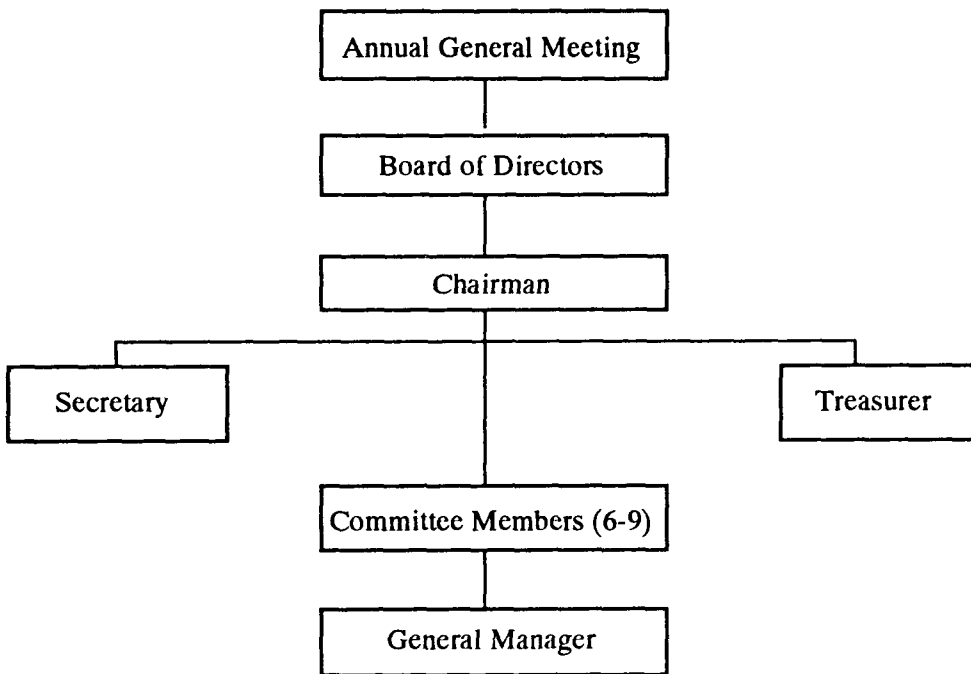 Annual General Meeting
Board of Directors
Chairman
Secretary
Treasurer
Committee Members (6-9)
General Manager